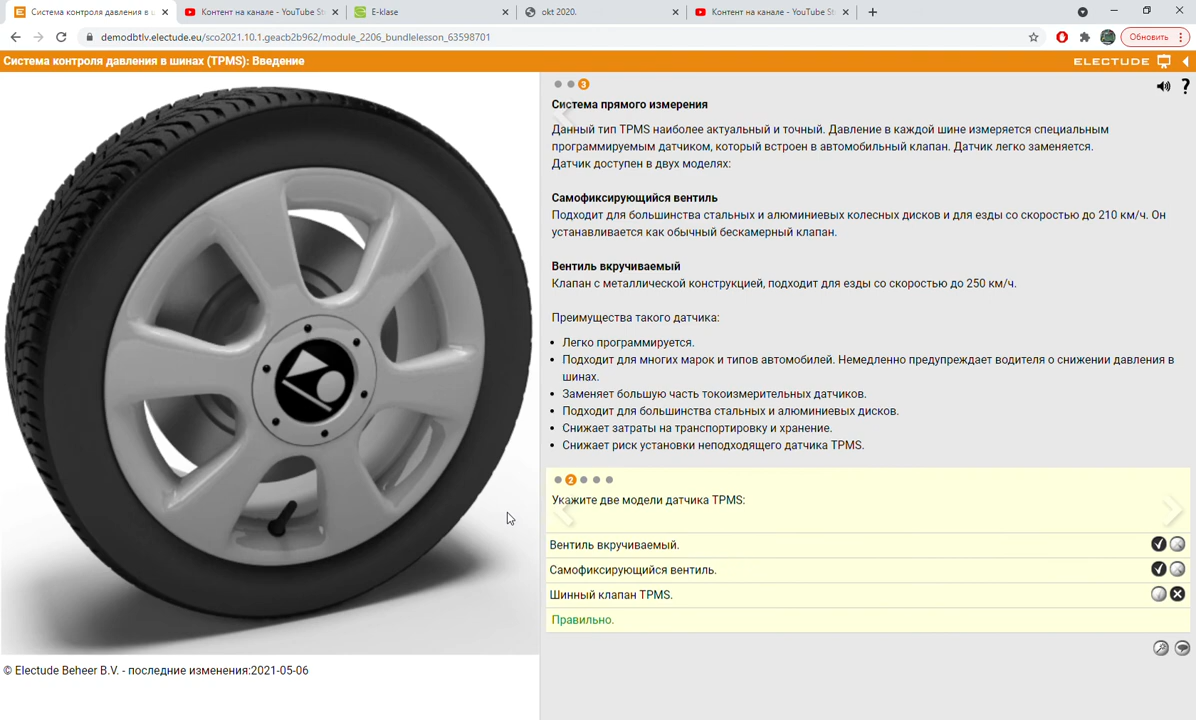 Система контроля давления в ш
Контент на канале - YouTube St
E-klase
okt 2020.
Контент на канале - YouTube St
demodbtlv.electude.eu/sco2021.10.1.geacb2b962/module_2206_bundlelesson_63598701
Обновить
Система контроля давления в шинах (TPMS): Введение
ELECTUDE
3
Система прямого измерения
Данный тип TPMS наиболее актуальный и точный. Давление в каждой шине измеряется специальным
программируемым датчиком, который встроен в автомобильный клапан. Датчик легко заменяется.
Датчик доступен в двух моделях:
Самофиксирующийся вентиль
Подходит для большинства стальных и алюминиевых колесных дисков и для езды со скоростью до 210 км/ч. Он
устанавливается как обычный бескамерный клапан.
Вентиль вкручиваемый
Клапан с металлической конструкцией, подходит для езды со скоростью до 250 км/ч.
Преимущества такого датчика:
• Легко программируется.
• Подходит для многих марок и типов автомобилей. Немедленно предупреждает водителя о снижении давления в
шинах.
• Заменяет большую часть токоизмерительных датчиков.
• Подходит для большинства стальных и алюминиевых дисков.
• Снижает затраты на транспортировку и хранение.
• Снижает риск установки неподходящего датчика TPMS.
2
Укажите две модели датчика TPMS:
Вентиль вкручиваемый.
Самофиксирующийся вентиль.
Шинный клапан TPMS.
Правильно.
© Electude Beheer B.V. - последние изменения:2021-05-06